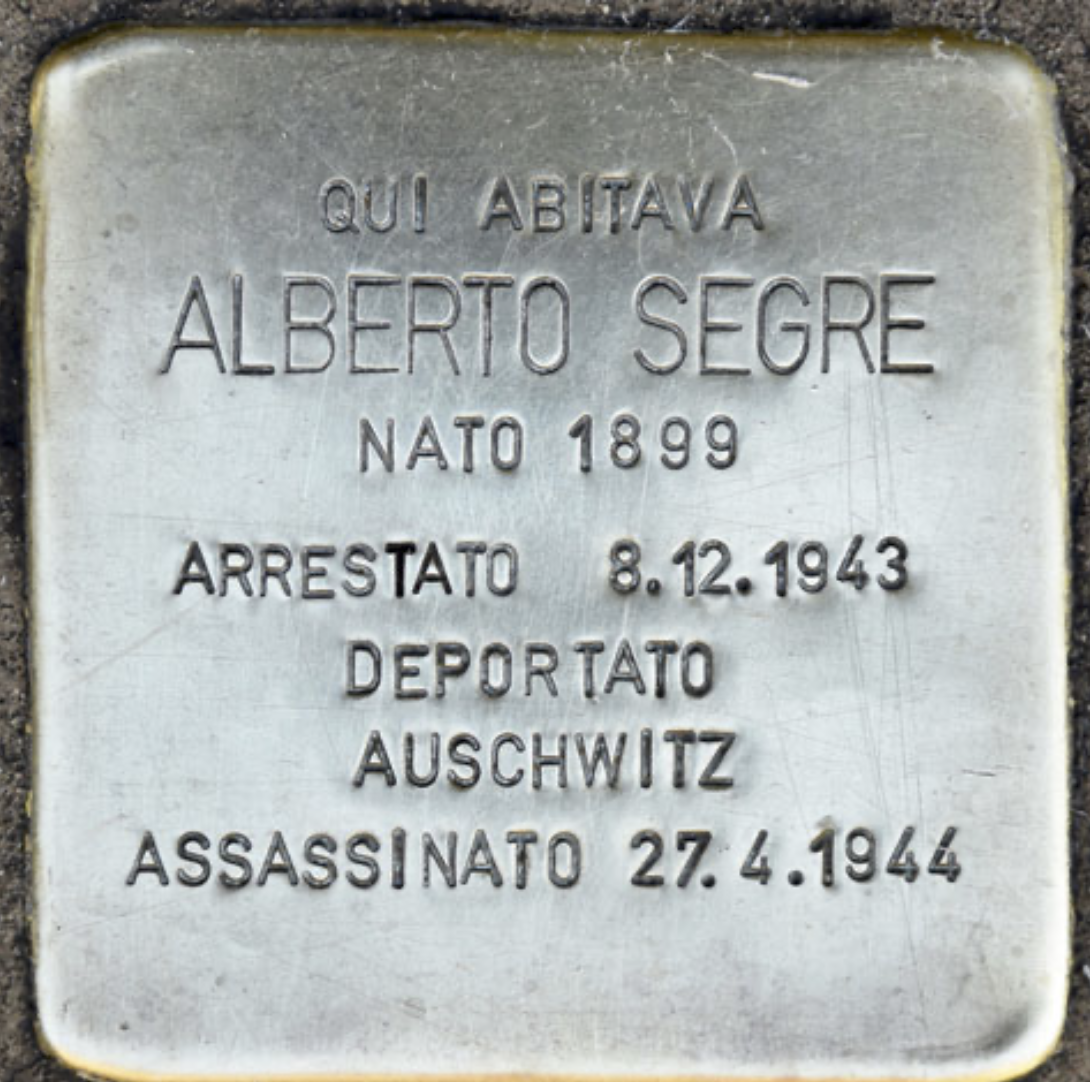 QUI ABITAVA
ALBERTO SEGRE
NATO 1899
ARRESTATO 8.12.1943
DEPORTATO
AUSCHWITZ
ASSASSINATO 27.4.1944